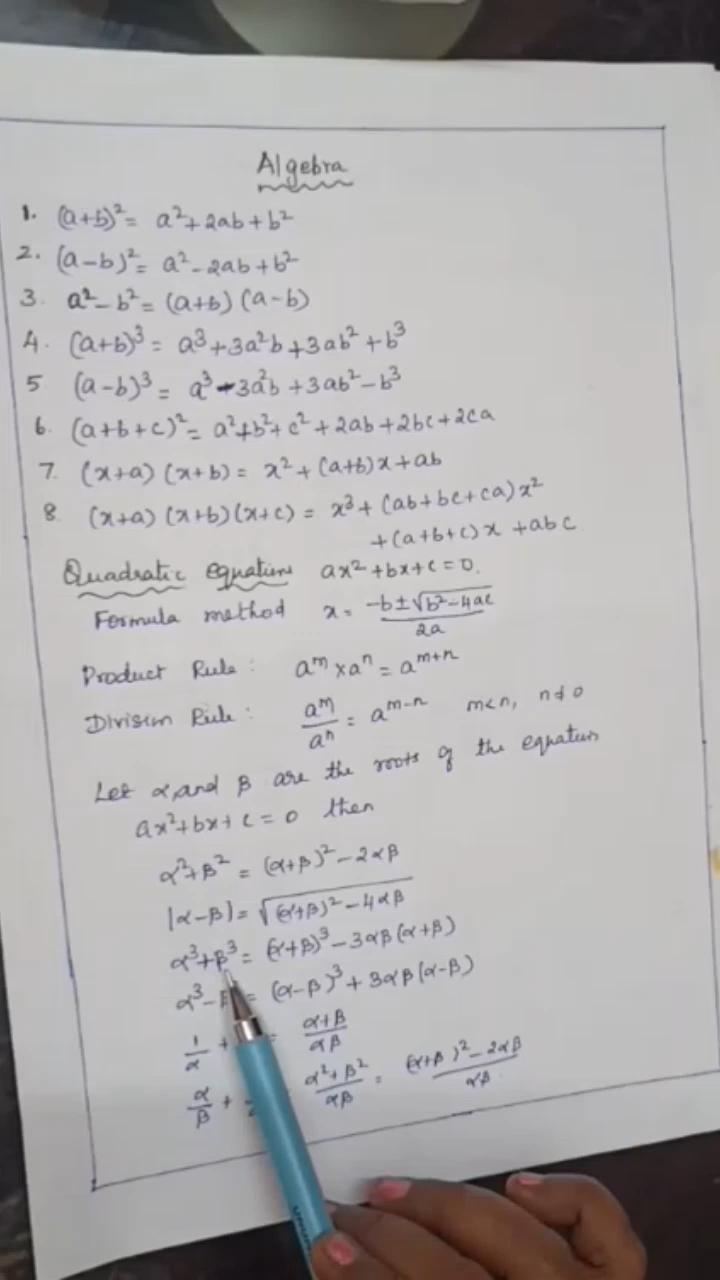 Algebra
1. (a+b)² = a² + 2ab + b²
2. (a-b)² = a² - 2ab + b²
3. a² - b² = (a+b) (a-b)
4. (a+b)³ = a³ + 3a²b + 3ab² + b³
5 (a-b)³ = a³ - 3a²b + 3ab² - b³
6. (a+b+c)² = a² + b² + c² + 2ab + 2bc + 2ca
7. (x+a) (x+b) = x² + (a+b)x + ab
8. (x+a) (x+b) (x+c) = x³ + (ab+bc+ca) x²
+ (a+b+c) x + abc
Quadratic equation ax² + bx + c = 0.
Formula method x = -b ± √b² - 4ac / 2a
Product Rule : aᵐ × aⁿ = aᵐ⁺ⁿ
Division Rule : aᵐ / aⁿ = aᵐ⁻ⁿ m<n, n≠0
Let α, and β are the roots of the equation
ax² + bx + c = 0 then
α² + β² = (α+β)² - 2αβ
|α-β| = √(α+β)² - 4αβ
α³ + β³ = (α+β)³ - 3αβ (α+β)
α³ - β = (α-β)³ + 3αβ (α-β)
1/α + = α+β / αβ
α/β + α² + β² / αβ = (α+β)² - 2αβ / αβ